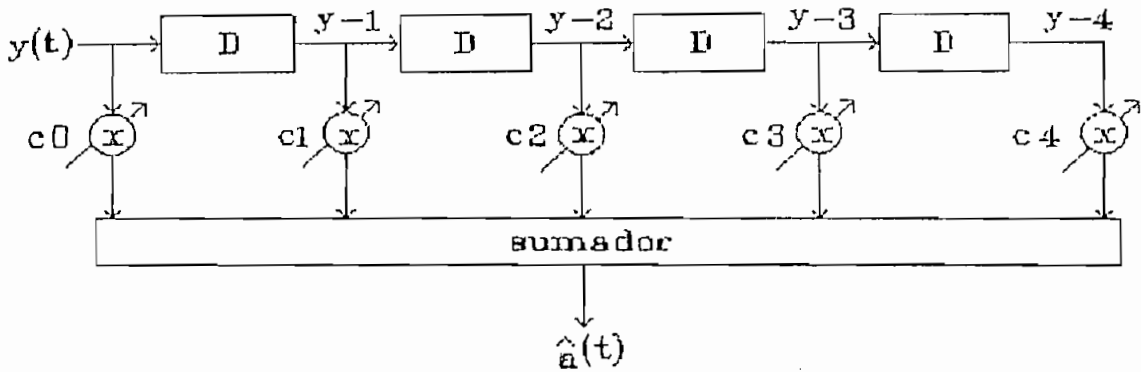 y(t) D y-1 D y-2 D y-3 D y-4
c0 x c1 x c2 x c3 x c4 x
sumador
â(t)